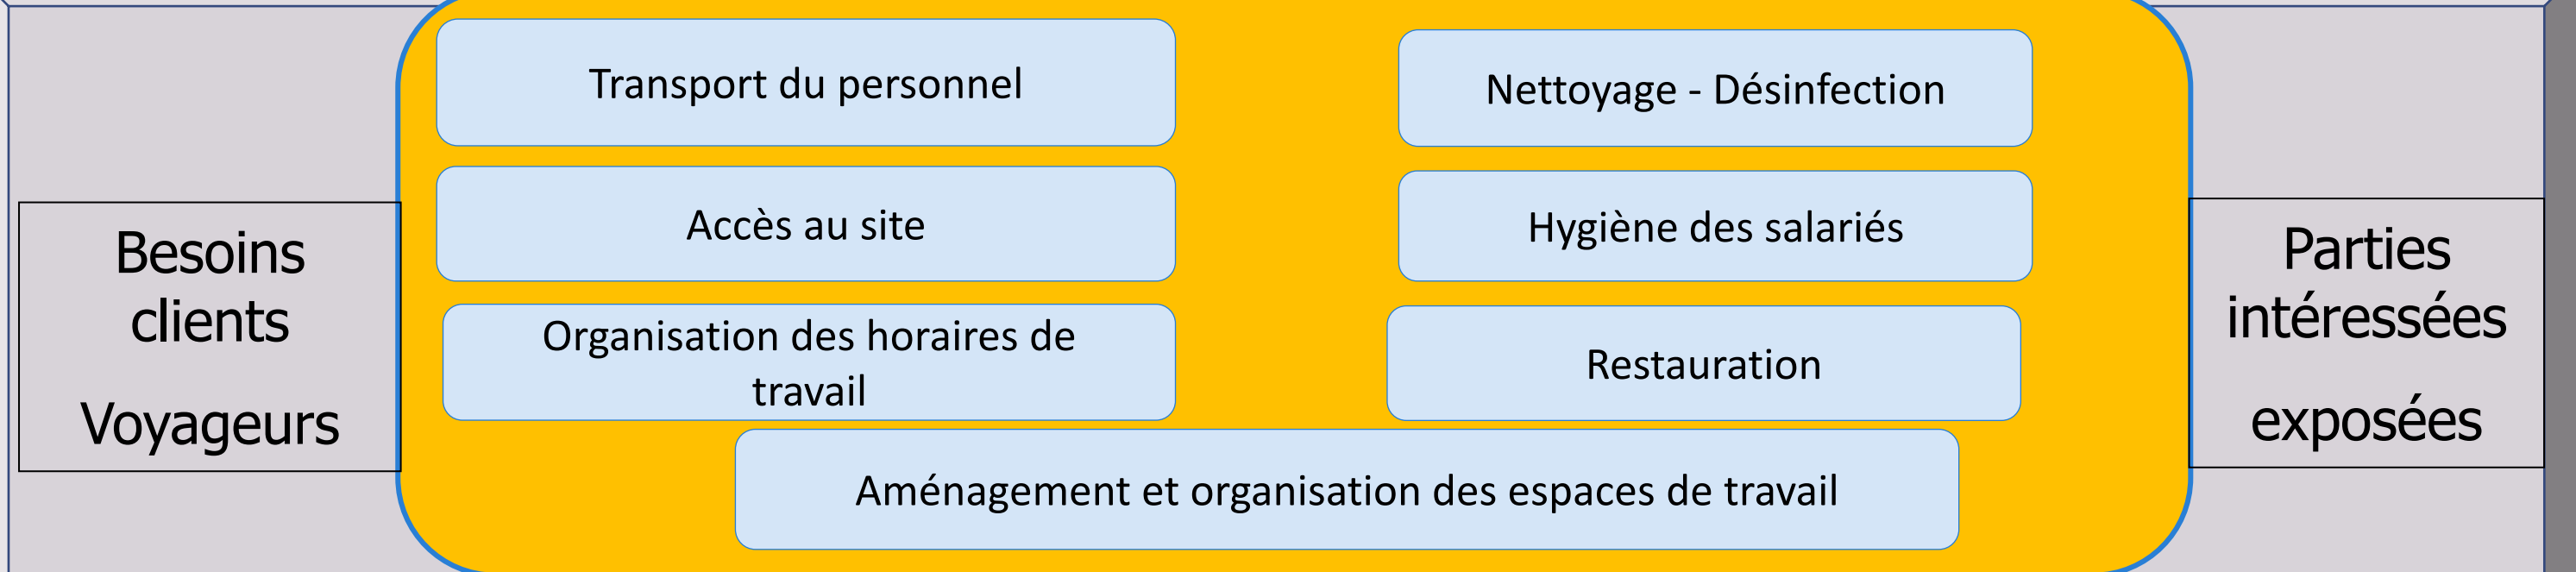 Transport du personnel
Nettoyage - Désinfection
Accès au site
Hygiène des salariés
Organisation des horaires de
travail
Restauration
Aménagement et organisation des espaces de travail
Besoins
clients
Voyageurs
Parties
intéressées
exposées